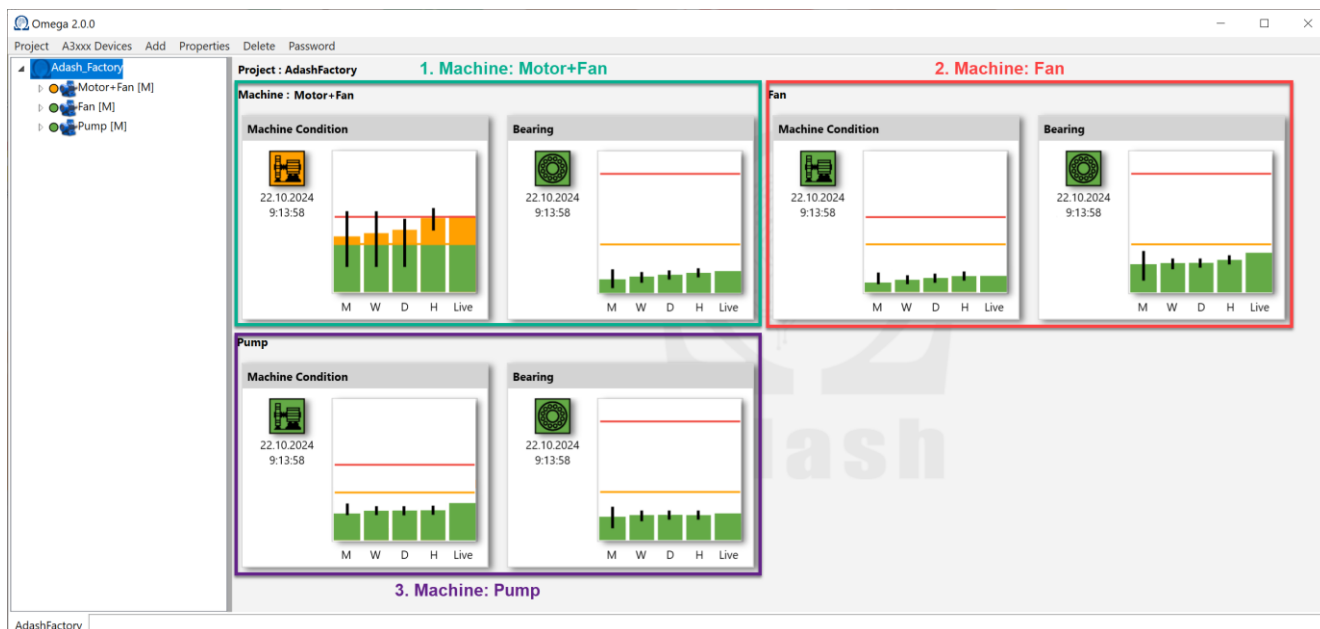 Omega 2.0.0
Project A3xxx Devices Add Properties Delete Password
Adash_Factory
Motor+Fan [M]
Fan [M]
Pump [M]
Project : AdashFactory
1. Machine: Motor+Fan
2. Machine: Fan
Machine : Motor+Fan
Machine Condition
22.10.2024
9:13:58
M W D H Live
Bearing
22.10.2024
9:13:58
M W D H Live
Fan
Machine Condition
22.10.2024
9:13:58
M W D H Live
Bearing
22.10.2024
9:13:58
M W D H Live
Pump
Machine Condition
22.10.2024
9:13:58
M W D H Live
Bearing
22.10.2024
9:13:58
M W D H Live
3. Machine: Pump
AdashFactory